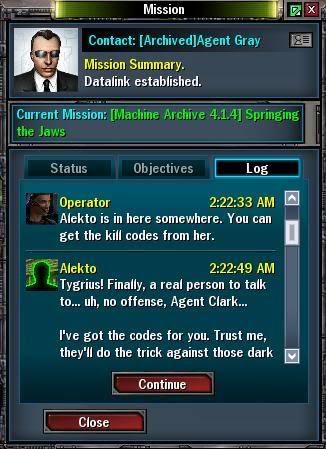 Mission
Contact: [Archived]Agent Gray
Mission Summary.
Datalink established.
Current Mission: [Machine Archive 4.1.4] Springing
the Jaws
Status Objectives Log
Operator 2:22:33 AM
Alekto is in here somewhere. You can
get the kill codes from her.
Alekto 2:22:49 AM
Tygrius! Finally, a real person to talk
to... uh, no offense, Agent Clark...
I've got the codes for you. Trust me,
they'll do the trick against those dark
Continue
Close